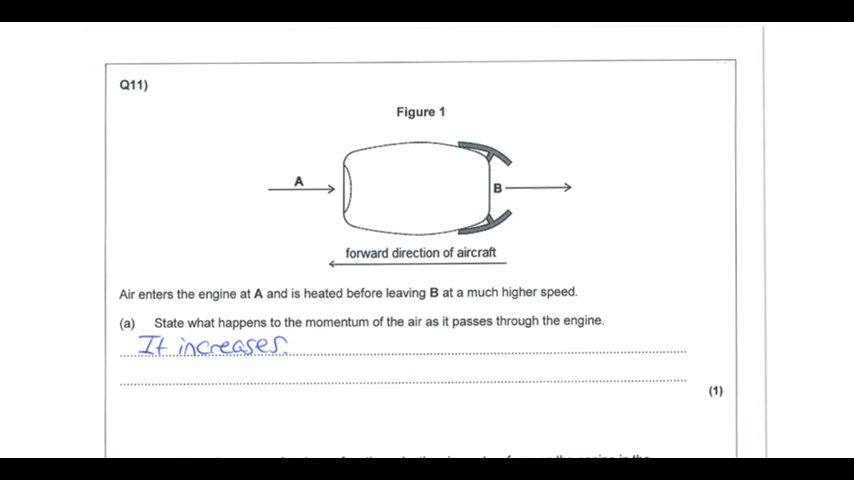 Q11)
Figure 1
A
B
forward direction of aircraft
Air enters the engine at A and is heated before leaving B at a much higher speed.
(a) State what happens to the momentum of the air as it passes through the engine.
It increases.
(1)